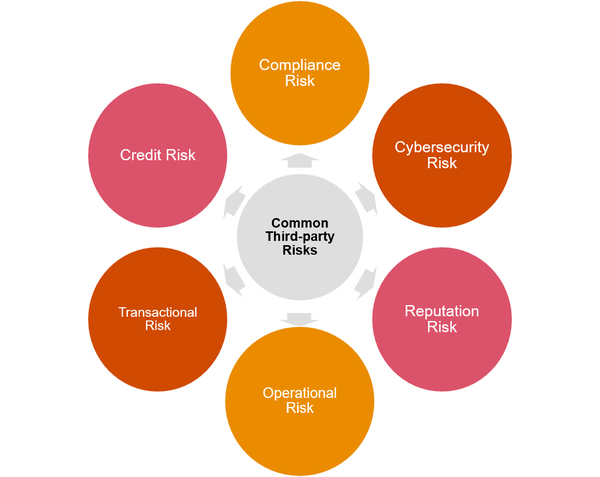 Compliance
Risk
Cybersecurity
Risk
Reputation
Risk
Operational
Risk
Transactional
Risk
Credit Risk
Common
Third-party
Risks